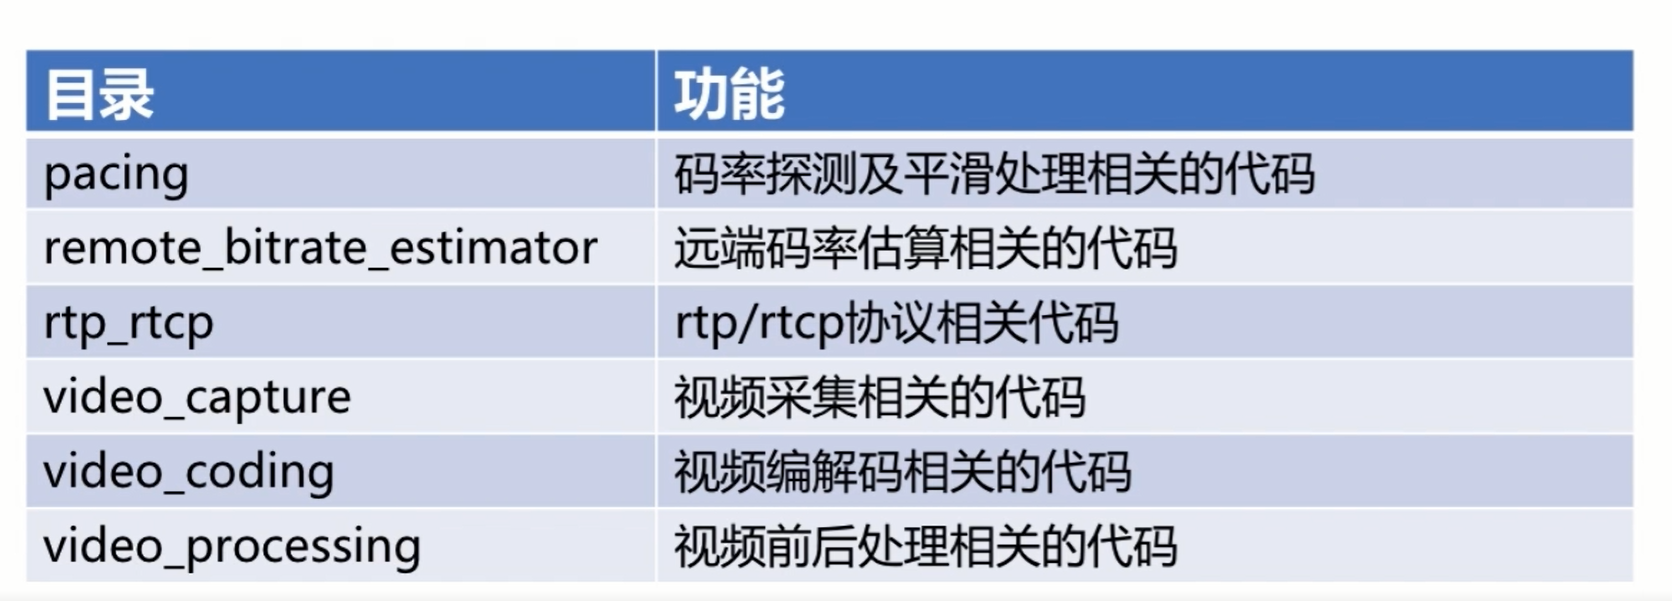 目录 功能
pacing 码率探测及平滑处理相关的代码
remote_bitrate_estimator 远端码率估算相关的代码
rtp_rtcp rtp/rtcp协议相关代码
video_capture 视频采集相关的代码
video_coding 视频编解码相关的代码
video_processing 视频前后处理相关的代码